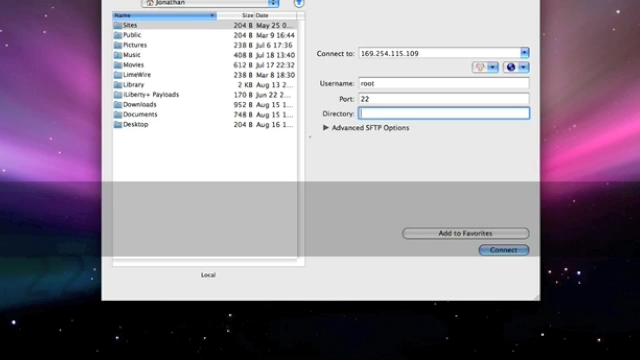 Jonathan
Name Size Date
Sites 204 B May 25 0...
Public 204 B Mar 9 16:44
Pictures 238 B Jul 6 17:36
Music 408 B Jul 18 13:40
Movies 612 B Jul 17 22:32
LimeWire 238 B Mar 8 18:30
Library 2 KB Aug 13 2...
iLiberty+ Payloads 170 B Jun 22 2...
Downloads 952 B Aug 15 1...
Documents 748 B Aug 15 1...
Desktop 204 B Aug 16 1...
Local
Connect to: 169.254.115.109
Username: root
Port: 22
Directory:
Advanced SFTP Options
Add to Favorites
Connect